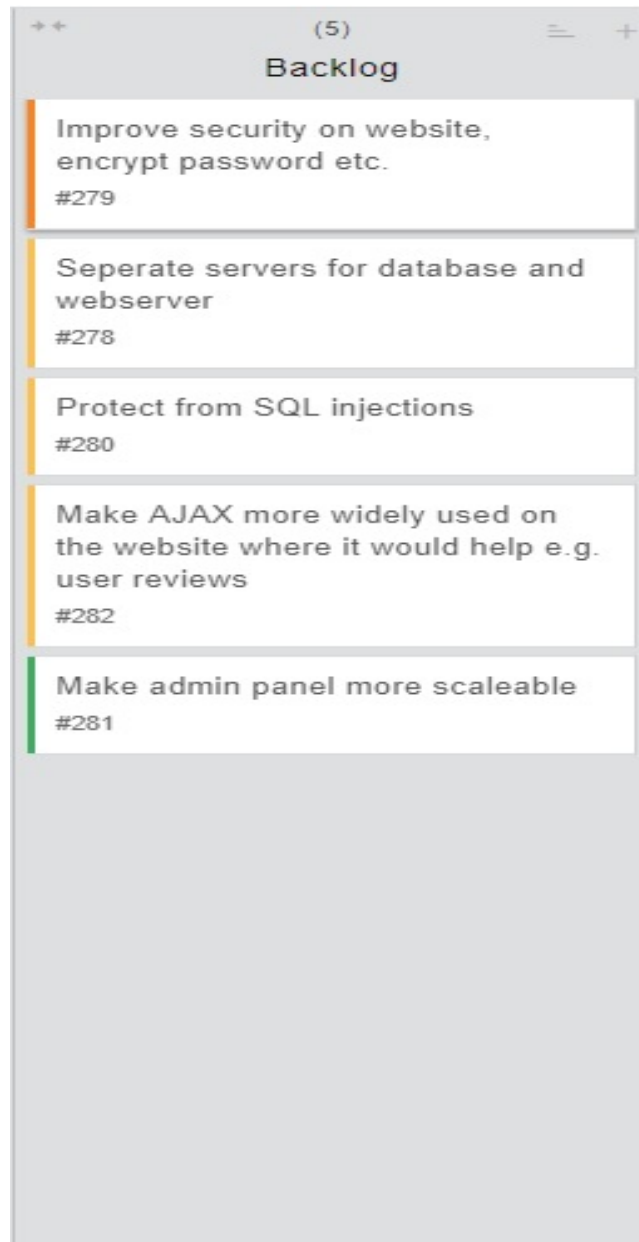 (5)
Backlog
Improve security on website,
encrypt password etc.
#279
Seperate servers for database and
webserver
#278
Protect from SQL injections
#280
Make AJAX more widely used on
the website where it would help e.g.
user reviews
#282
Make admin panel more scaleable
#281